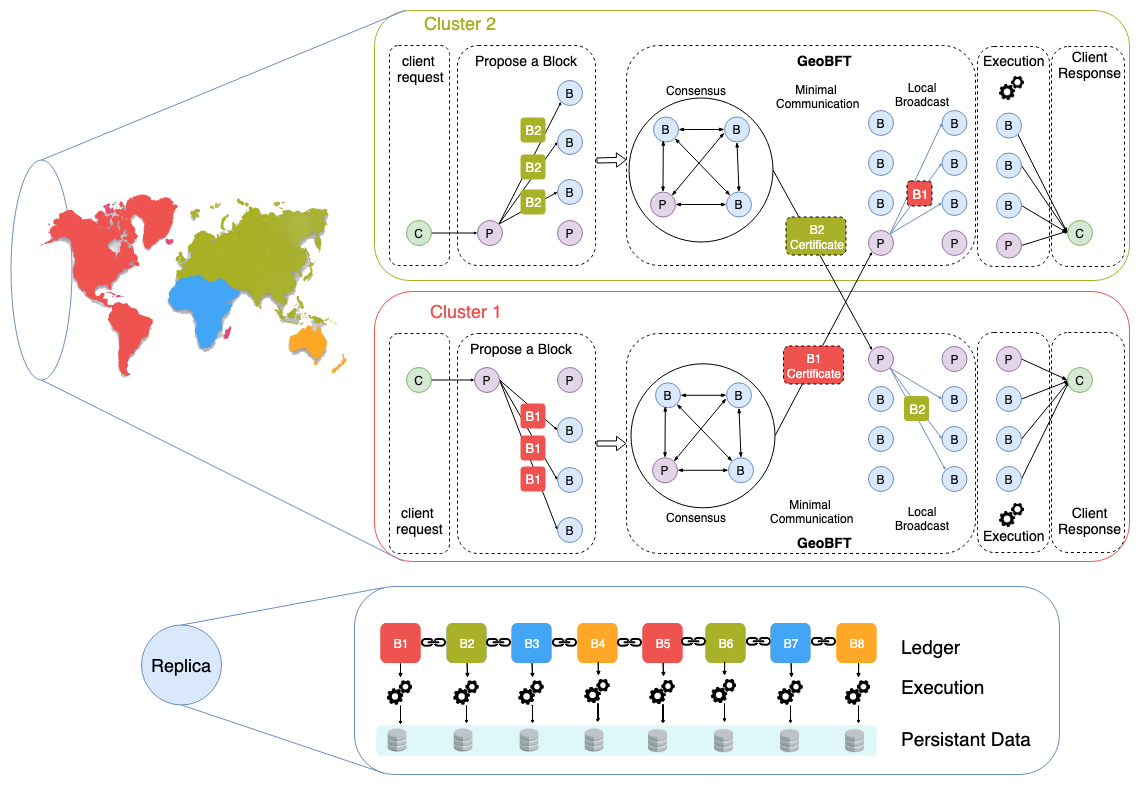 Cluster 2
client
request
Propose a Block
B
B2
B
B2
B
B2
C
P
P
GeoBFT
Consensus
B
B
P
B
Minimal
Communication
B2
Certificate
Local
Broadcast
B
B
B
B
B
B1
B
P
P
Execution
B
B
B
P
Client
Response
C
Cluster 1
Propose a Block
C
P
P
B1
B
B1
B
B1
B
client
request
B
B
P
B
Consensus
B1
Certificate
Minimal
Communication
P
P
B
B
B2
B
B
B
B
Local
Broadcast
GeoBFT
P
B
B
B
Execution
C
Client
Response
Replica
B1
B2
B3
B4
B5
B6
B7
B8
Ledger
Execution
Persistant Data